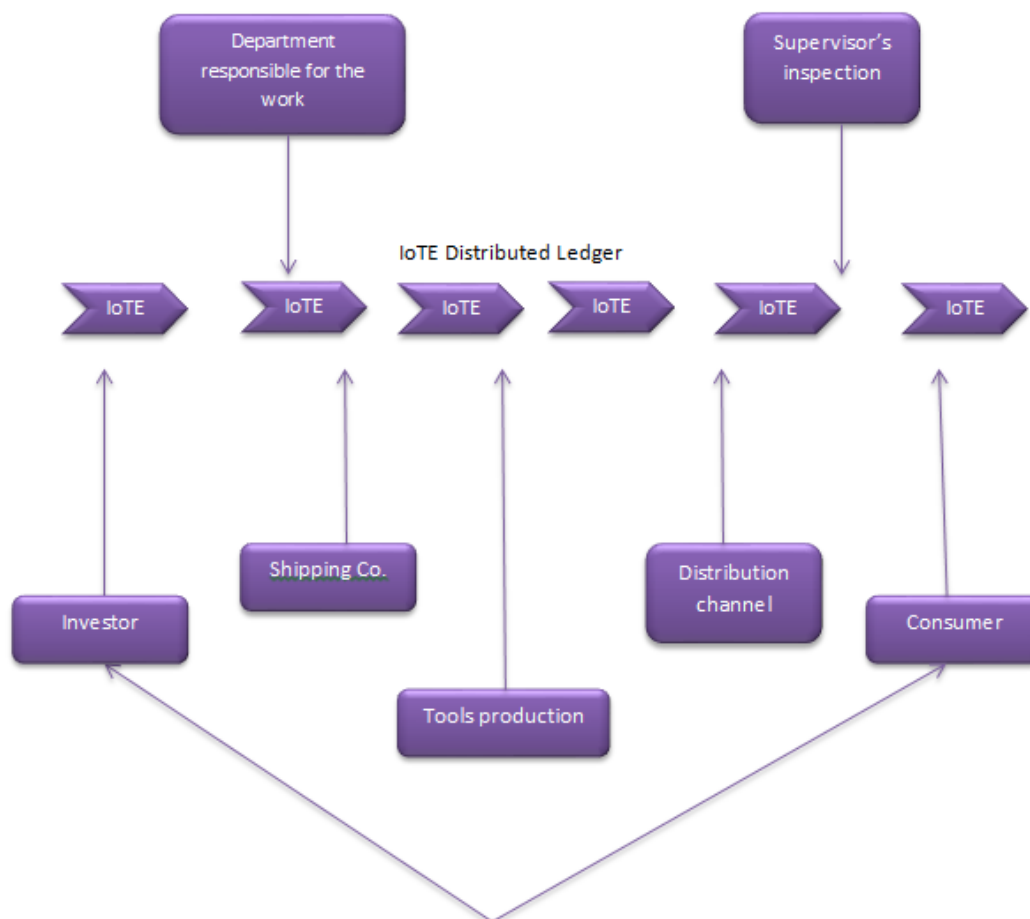 Department
responsible for the
work
Supervisor's
inspection
IoTE Distributed Ledger
IoTE
IoTE
IoTE
IoTE
IoTE
IoTE
Shipping Co.
Distribution
channel
Investor
Consumer
Tools production